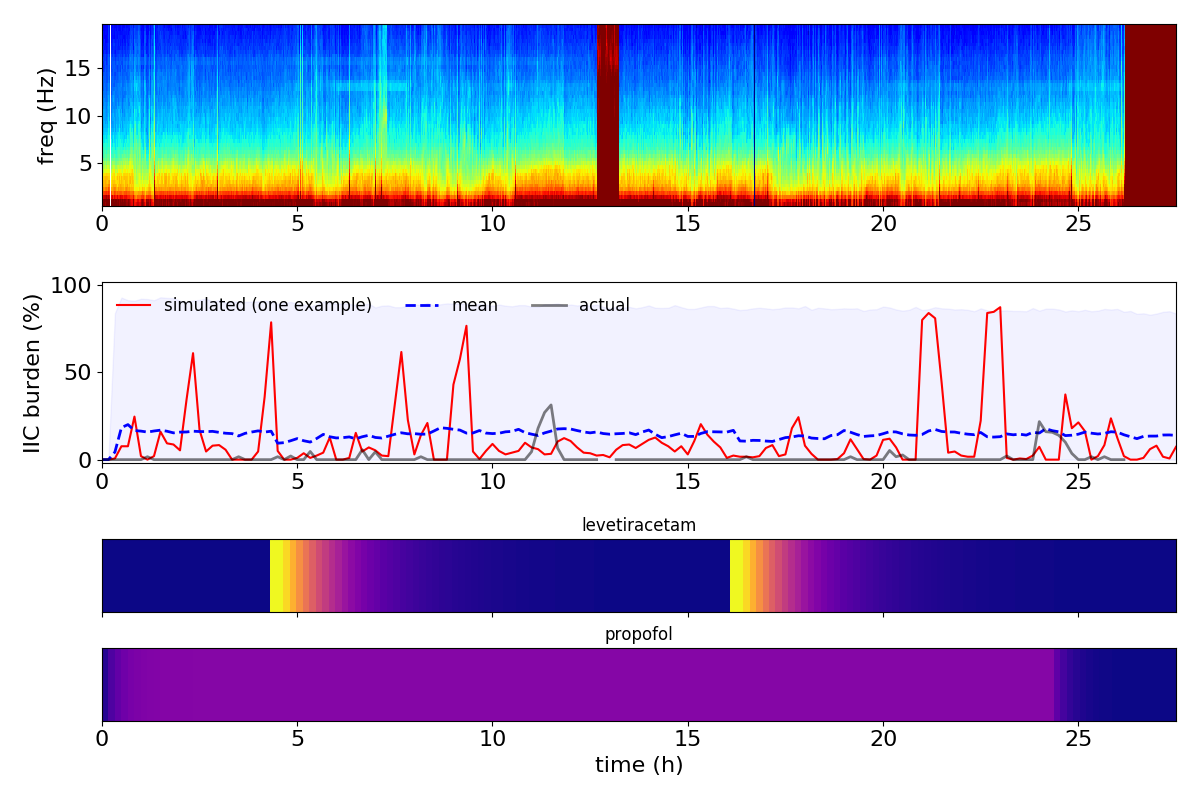 freq (Hz)
15
10
5
0 5 10 15 20 25
IIC burden (%)
100
50
0
simulated (one example) mean actual
0 5 10 15 20 25
levetiracetam
propofol
0 5 10 15 20 25
time (h)